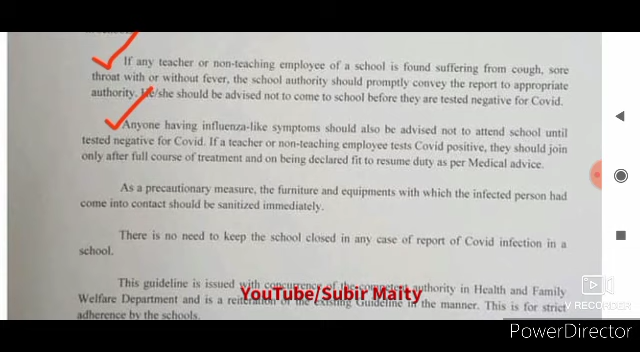 If any teacher or non-teaching employee of a school is found suffering from cough, sore
throat with or without fever, the school authority should promptly convey the report to appropriate
authority. He/she should be advised not to come to school before they are tested negative for Covid.
Anyone having influenza-like symptoms should also be advised not to attend school until
tested negative for Covid. If a teacher or non-teaching employee tests Covid positive, they should join
only after full course of treatment and on being declared fit to resume duty as per Medical advice.
As a precautionary measure, the furniture and equipments with which the infected person had
come into contact should be sanitized immediately.
There is no need to keep the school closed in any case of report of Covid infection in a
school.
This guideline is issued with concurrence of the competent authority in Health and Family
YouTube/Subir Maity
Welfare Department and is a reiteration of the existing Guideline in the manner. This is for strict
adherence by the schools.
V RECORDER
PowerDirector